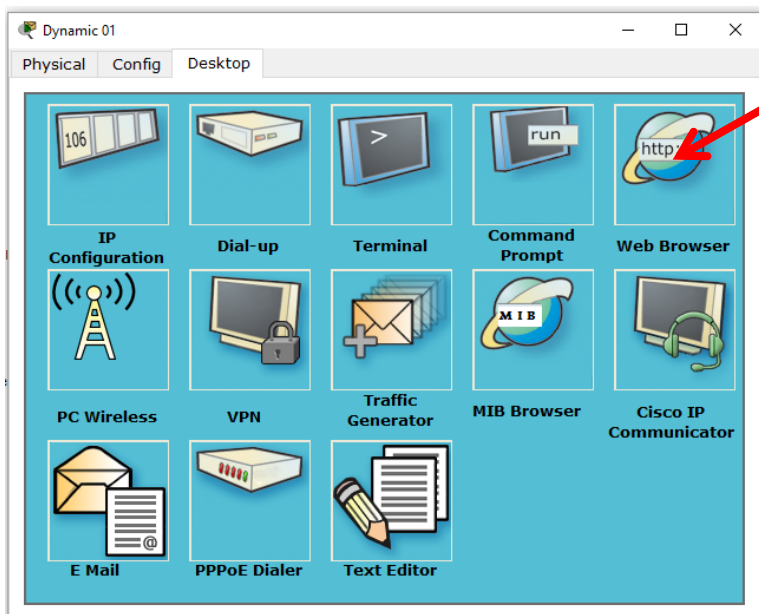 Dynamic 01
Physical Config Desktop
106
>
run
http:
IP
Configuration
Dial-up
Terminal
Command
Prompt
Web Browser
MIB
PC Wireless
VPN
Traffic
Generator
MIB Browser
Cisco IP
Communicator
@
E Mail
PPPoE Dialer
Text Editor